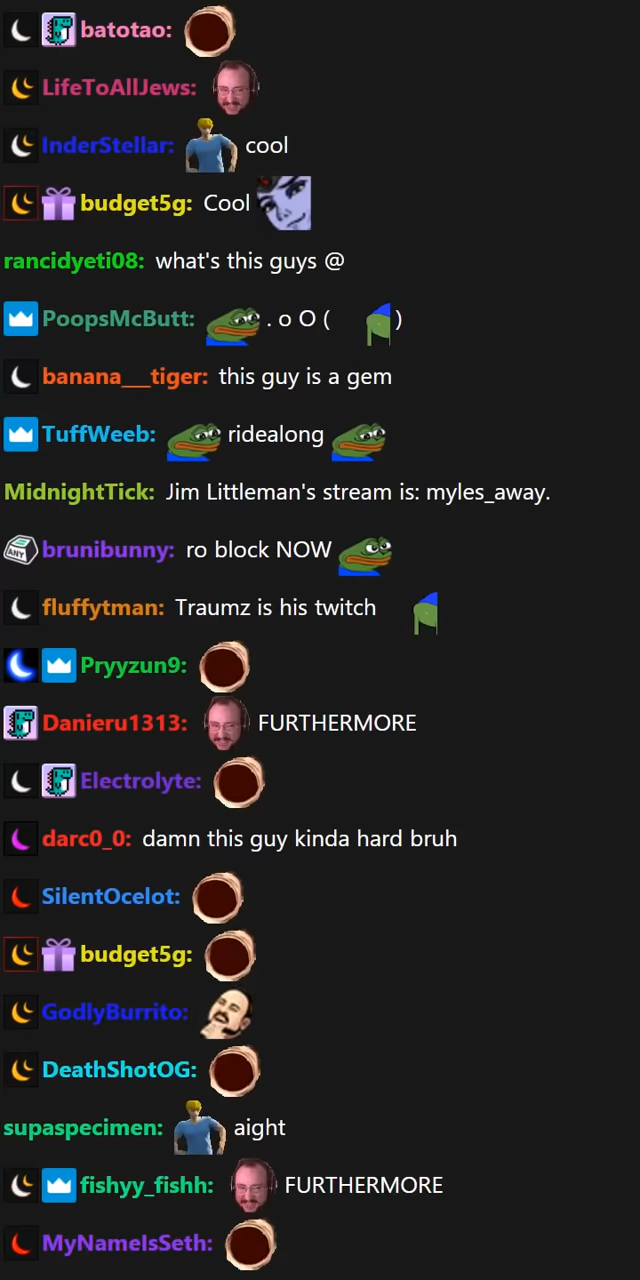 batotao:
LifeToAllJews:
InderStellar: cool
budget5g: Cool
rancidyeti08: what's this guys @
PoopsMcButt: . o O ( )
banana___tiger: this guy is a gem
TuffWeeb: ridealong
MidnightTick: Jim Littleman's stream is: myles_away.
ANY brunibunny: ro block NOW
fluffytman: Traumz is his twitch
Pryyzun9:
Danieru1313: FURTHERMORE
Electrolyte:
darc0_0: damn this guy kinda hard bruh
SilentOcelot:
budget5g:
GodlyBurrito:
DeathShotOG:
supaspecimen: aight
fishyy_fishh: FURTHERMORE
MyNameIsSeth: